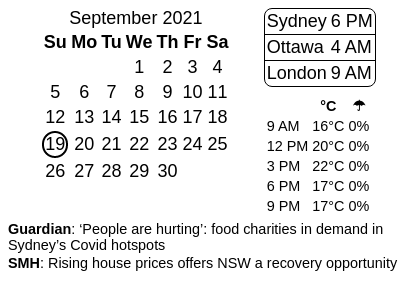 September 2021
Su Mo Tu We Th Fr Sa
1 2 3 4
5 6 7 8 9 10 11
12 13 14 15 16 17 18
19 20 21 22 23 24 25
26 27 28 29 30
Sydney 6 PM
Ottawa 4 AM
London 9 AM
°C ☂
9 AM 16°C 0%
12 PM 20°C 0%
3 PM 22°C 0%
6 PM 17°C 0%
9 PM 17°C 0%
Guardian: ‘People are hurting’: food charities in demand in
Sydney’s Covid hotspots
SMH: Rising house prices offers NSW a recovery opportunity